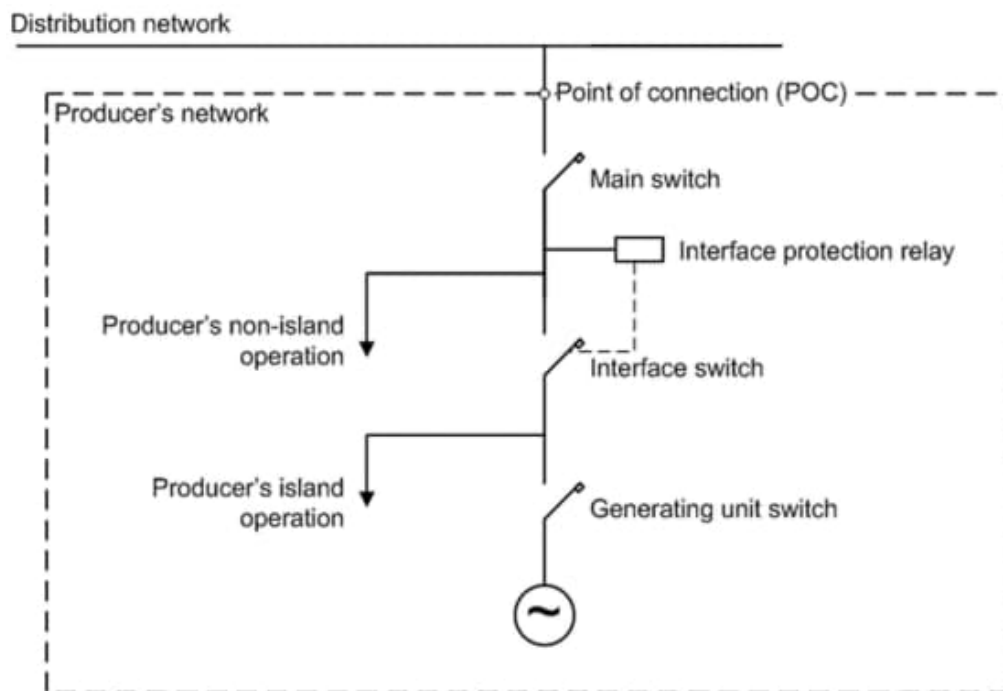 Distribution network
Point of connection (POC)
Producer's network
Main switch
Interface protection relay
Producer's non-island
operation
Interface switch
Producer's island
operation
Generating unit switch
~